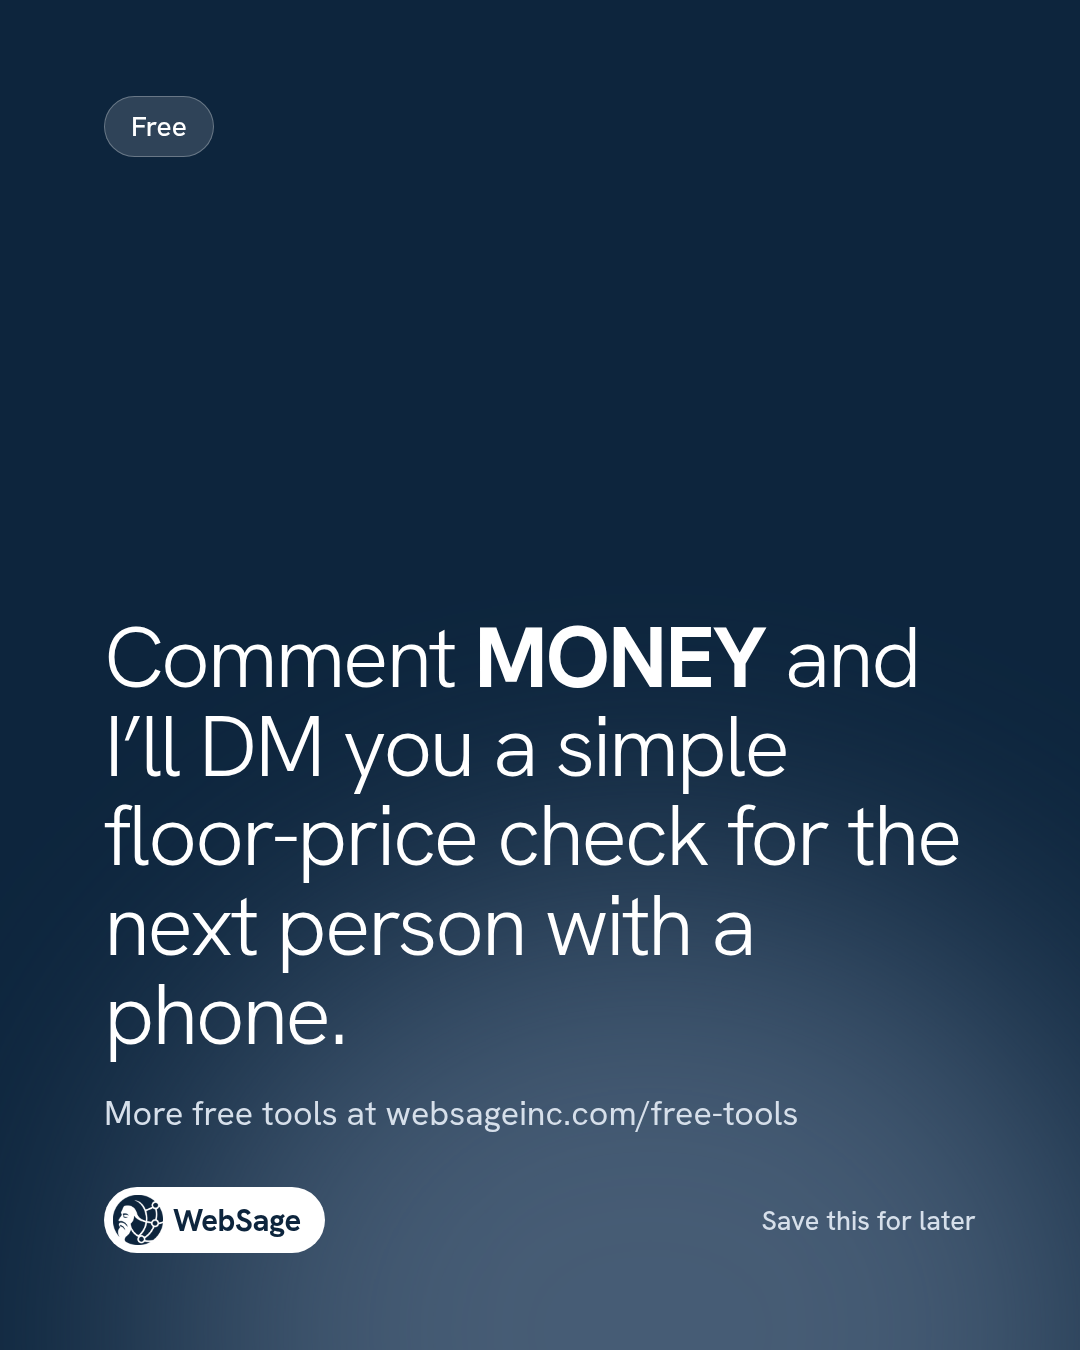 Free
Comment MONEY and
I’ll DM you a simple
floor-price check for the
next person with a
phone.
More free tools at websageinc.com/free-tools
WebSage
Save this for later